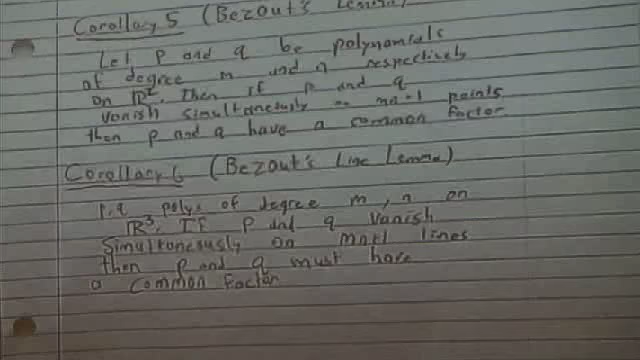 Corollary 5 (Bezout's Lemma)
Let P and q be polynomials
of degree m and n respectively
on R². Then if P and q
vanish simultaneously on mn+1 points
then p and q have a common factor
Corollary 6 (Bezout's Line Lemma)
P,q polys of degree m, n on
R³. If P and q vanish
simultaneously on mn+1 lines
then p and q must have
a common factor